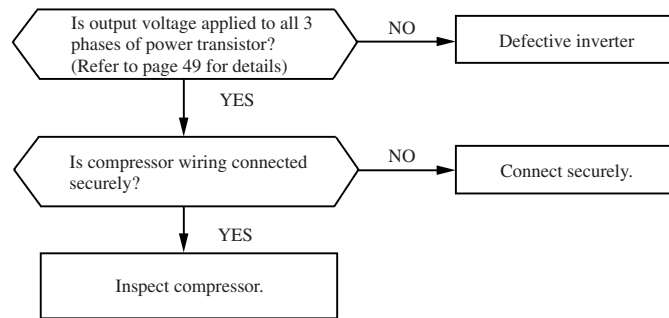 Is output voltage applied to all 3
phases of power transistor?
(Refer to page 49 for details)
NO
Defective inverter
YES
Is compressor wiring connected
securely?
NO
Connect securely.
YES
Inspect compressor.